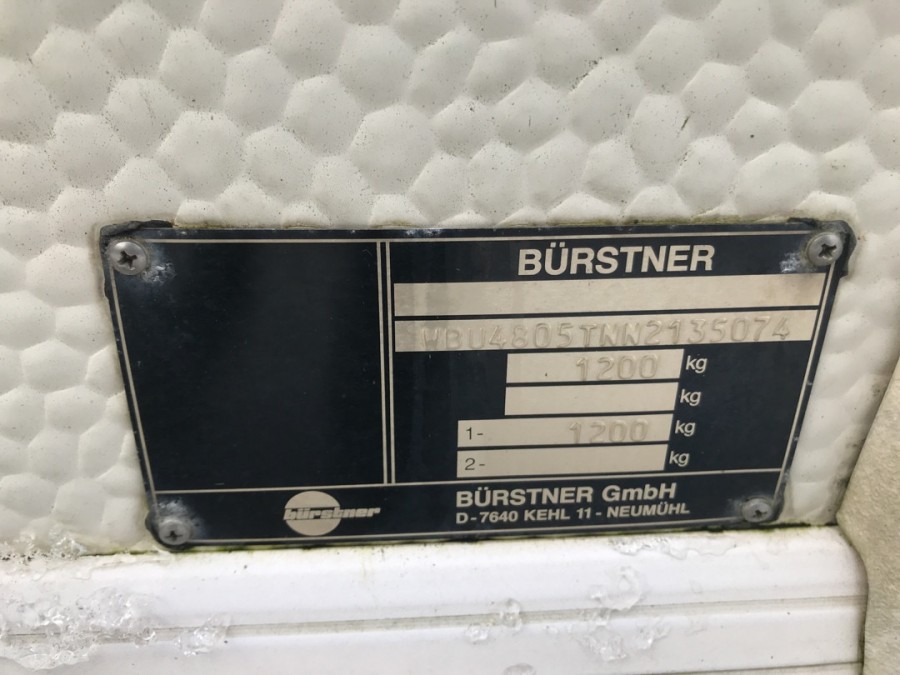 BÜRSTNER
WBU4805TNN2135074
1200 kg
kg
1- 1200 kg
2- kg
bürstner
BÜRSTNER GmbH
D-7640 KEHL 11 - NEUMÜHL